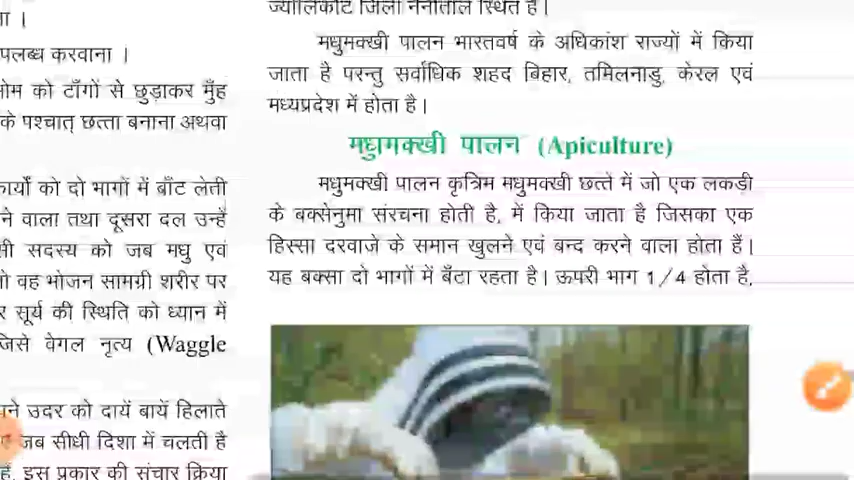 ना ।
पलब्ध करवाना ।
ोम को टाँगों से छुड़ाकर मुँह
के पश्चात् छत्ता बनाना अथवा
कार्यों को दो भागों में बाँट लेती
ने वाला तथा दूसरा दल उन्हें
सी सदस्य को जब मधु एवं
तो वह भोजन सामग्री शरीर पर
र सूर्य की स्थिति को ध्यान में
जिसे वेगल नृत्य (Waggle
पने उदर को दायें बायें हिलाते
जब सीधी दिशा में चलती है
हैं, इस प्रकार की संचार क्रिया
ज्योलिकोट जिला नैनीताल स्थित है।
मधुमक्खी पालन भारतवर्ष के अधिकांश राज्यों में किया
जाता है परन्तु सर्वाधिक शहद बिहार, तमिलनाडु, केरल एवं
मध्यप्रदेश में होता है।
मधुमक्खी पालन (Apiculture)
मधुमक्खी पालन कृत्रिम मधुमक्खी छत्ते में जो एक लकड़ी
के बक्सेनुमा संरचना होती है, में किया जाता है जिसका एक
हिस्सा दरवाजे के समान खुलने एवं बन्द करने वाला होता हैं।
यह बक्सा दो भागों में बँटा रहता है। ऊपरी भाग 1/4 होता है,